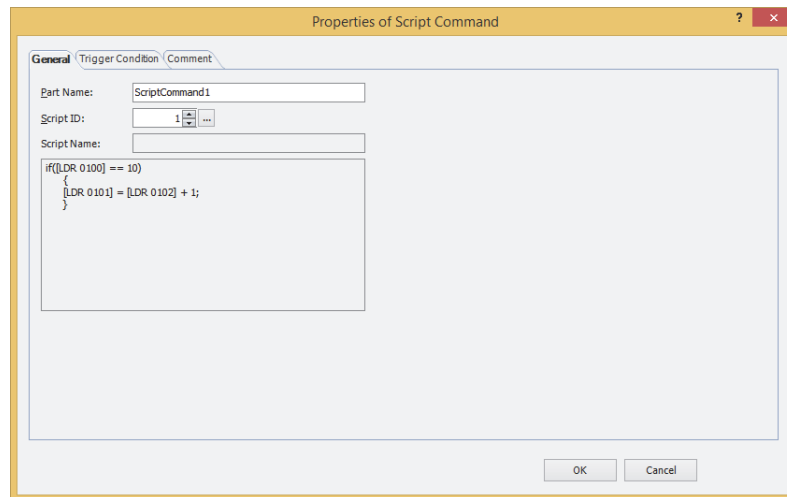 Properties of Script Command
?
×
General Trigger Condition Comment
Part Name: ScriptCommand1
Script ID: 1 ...
Script Name:
if([LDR 0100] == 10)
{
[LDR 0101] = [LDR 0102] + 1;
}
OK Cancel